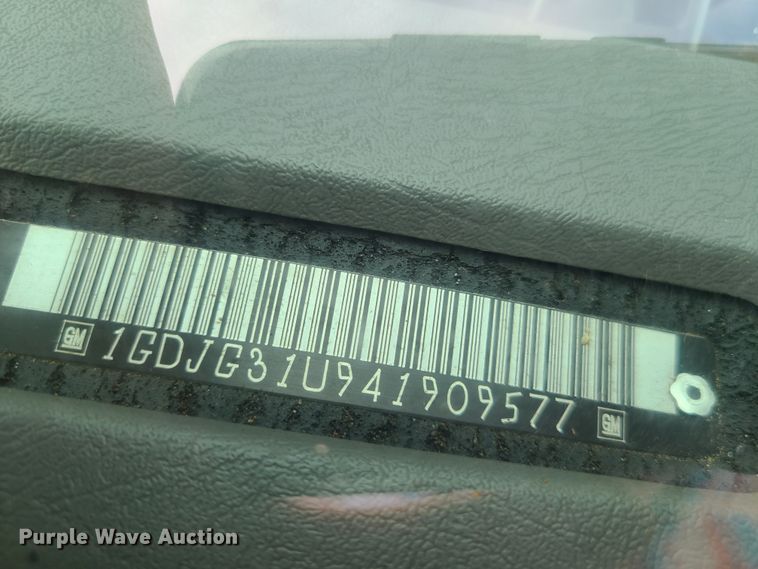 GM 1GDJG31U941909577 GM
Purple Wave Auction